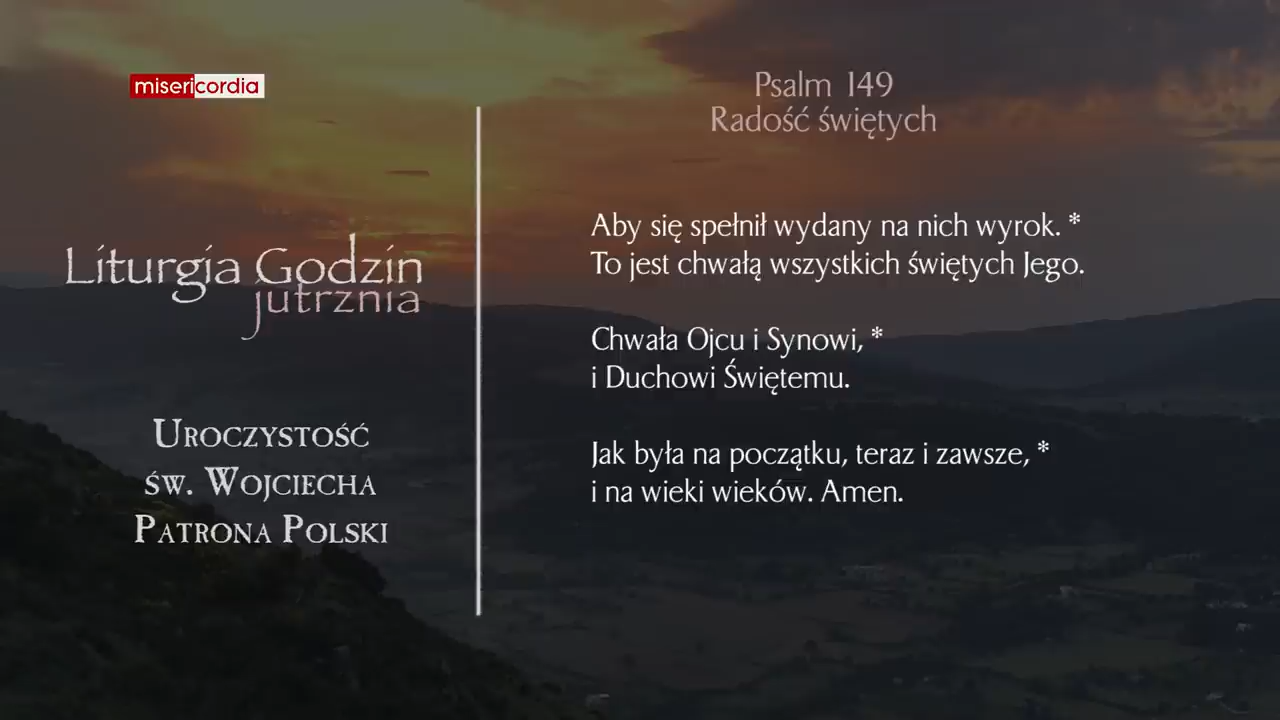 misericordia
Liturgia Godzin
jutrznia
Uroczystość
św. Wojciecha
Patrona Polski
Psalm 149
Radość świętych
Aby się spełnił wydany na nich wyrok. *
To jest chwałą wszystkich świętych Jego.
Chwała Ojcu i Synowi, *
i Duchowi Świętemu.
Jak była na początku, teraz i zawsze, *
i na wieki wieków. Amen.